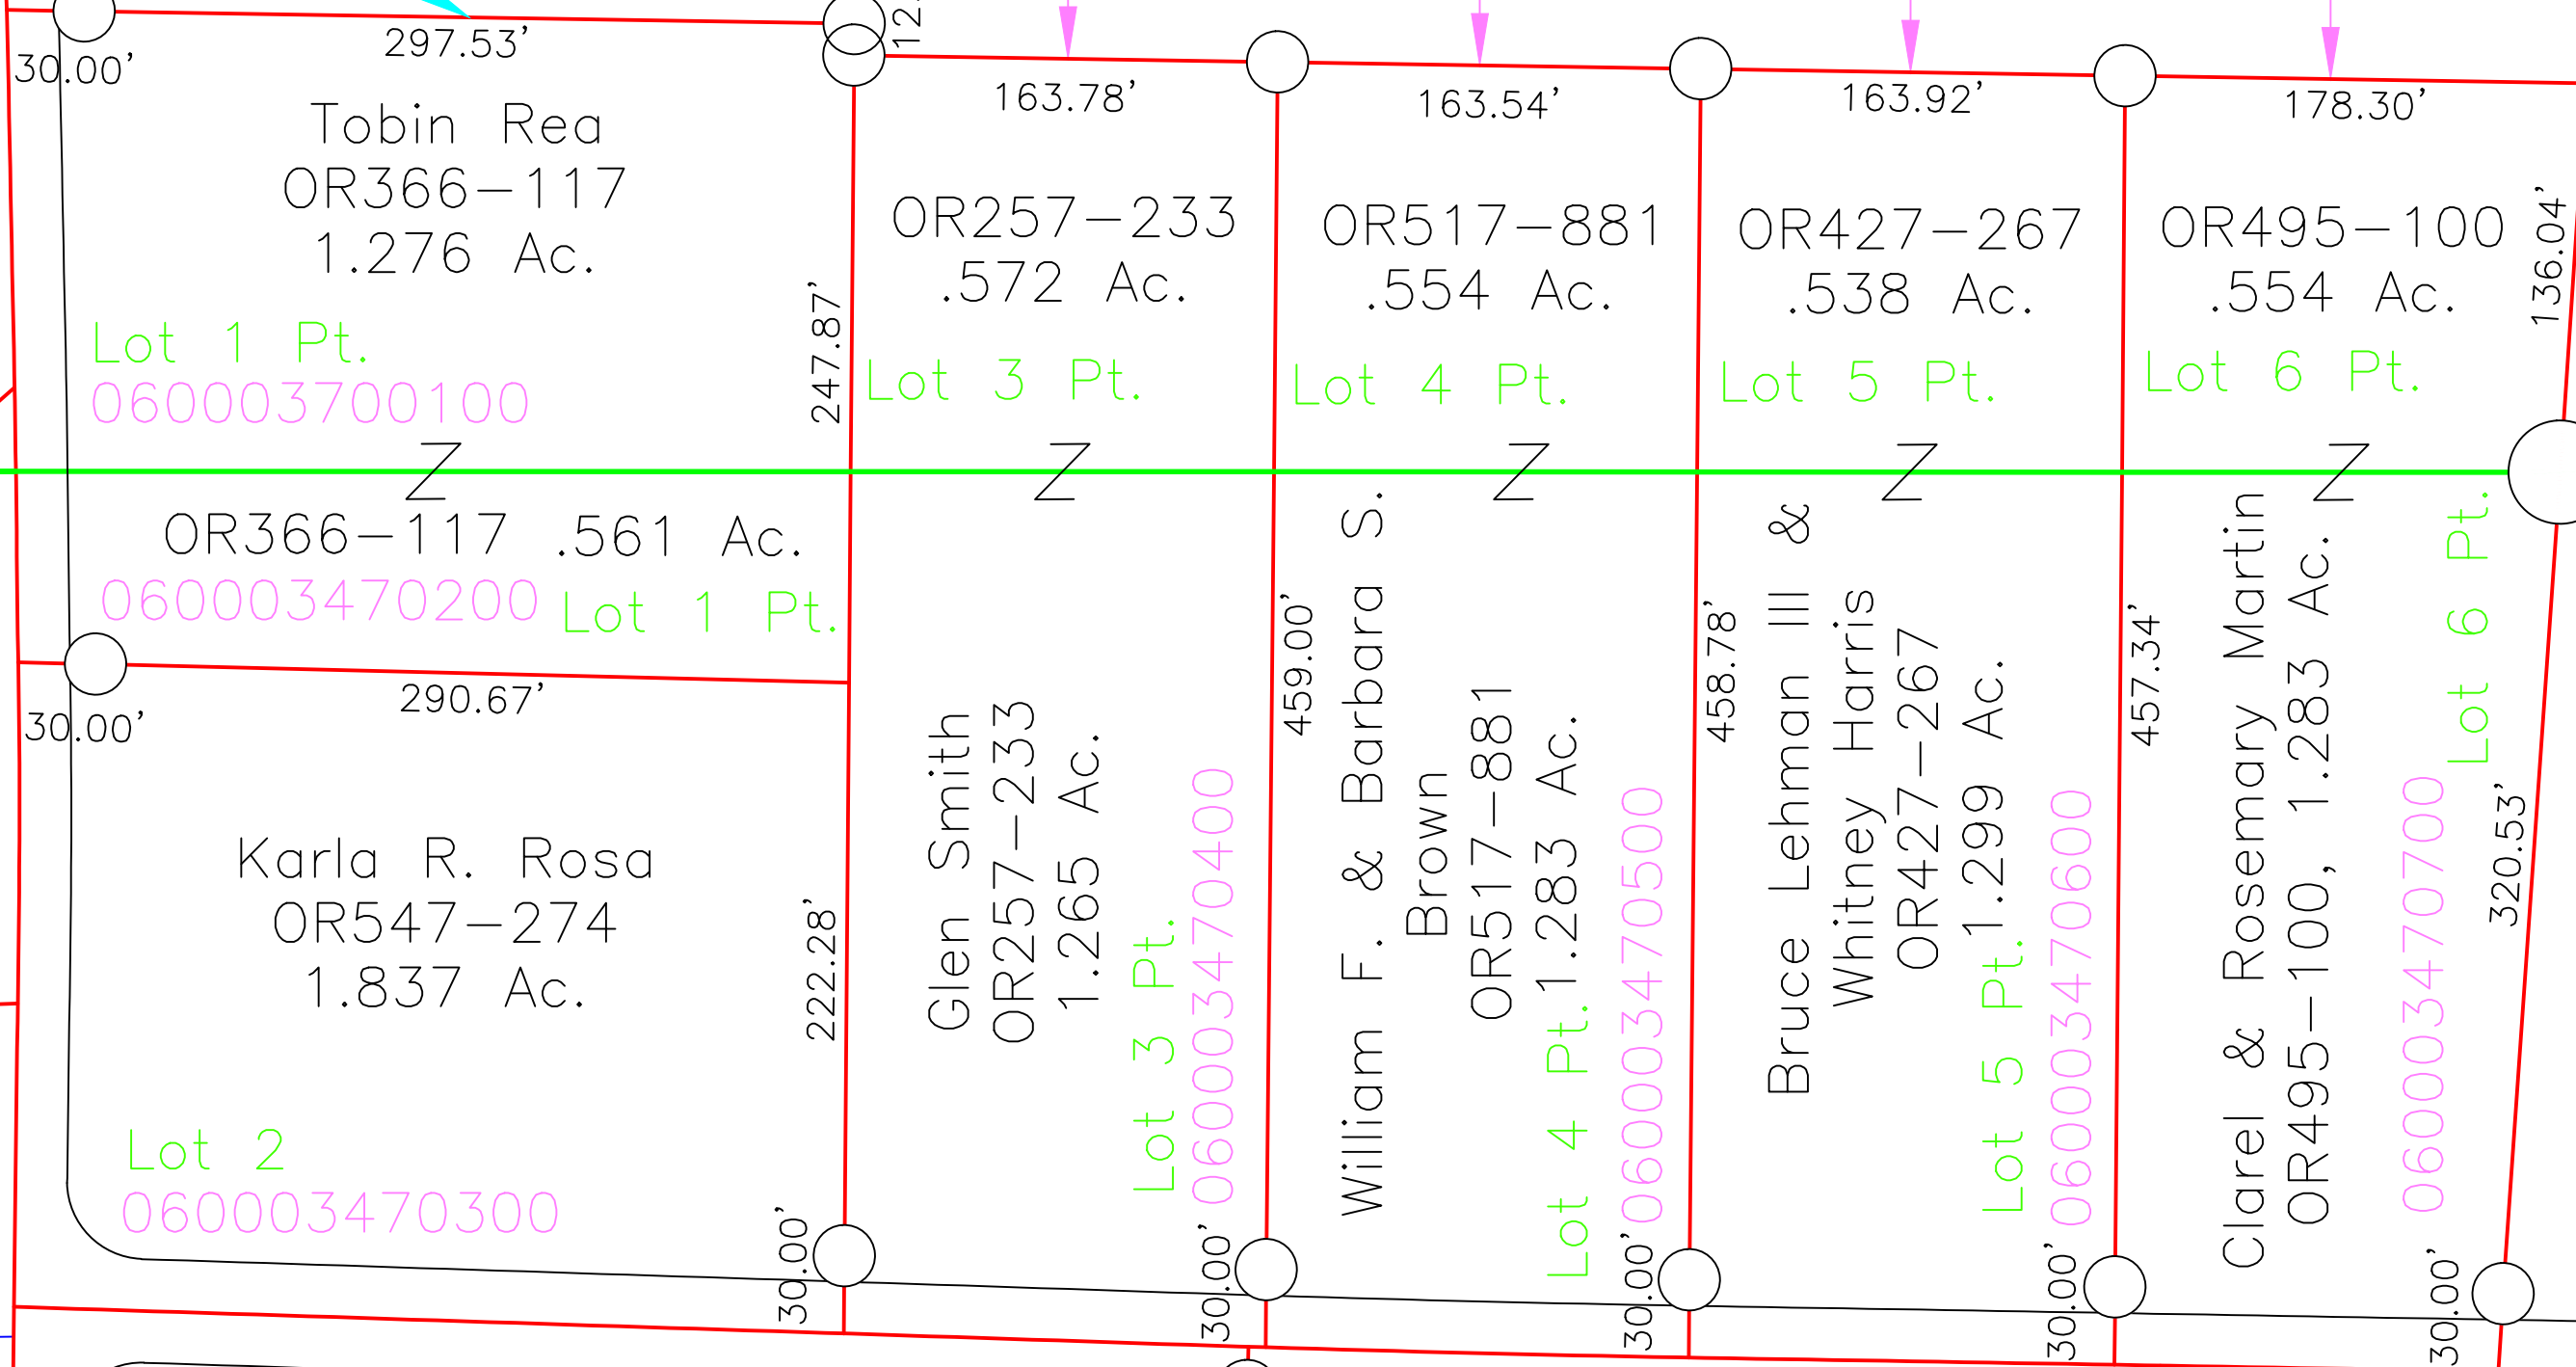 297.53'
30.00'
12.
163.78'
163.54'
163.92'
178.30'
Tobin Rea
OR366-117
1.276 Ac.
OR257-233
.572 Ac.
OR517-881
.554 Ac.
OR427-267
.538 Ac.
OR495-100
.554 Ac.
136.04'
247.87'
Lot 1 Pt.
060003700100
Lot 3 Pt.
Lot 4 Pt.
Lot 5 Pt.
Lot 6 Pt.
Z
Z
Z
Z
Z
OR366-117 .561 Ac.
060003470200 Lot 1 Pt.
290.67'
30.00'
Karla R. Rosa
OR547-274
1.837 Ac.
Lot 2
060003470300
222.28'
30.00'
Glen Smith
OR257-233
1.265 Ac.
Lot 3 Pt.
060003470400
459.00'
30.00'
William F. & Barbara S.
Brown
OR517-881
1.283 Ac.
Lot 4 Pt.
060003470500
458.78'
30.00'
Bruce Lehman III &
Whitney Harris
OR427-267
1.299 Ac.
Lot 5 Pt.
060003470600
457.34'
30.00'
Clarel & Rosemary Martin
OR495-100, 1.283 Ac.
060003470700
Lot 6 Pt.
320.53'
30.00'